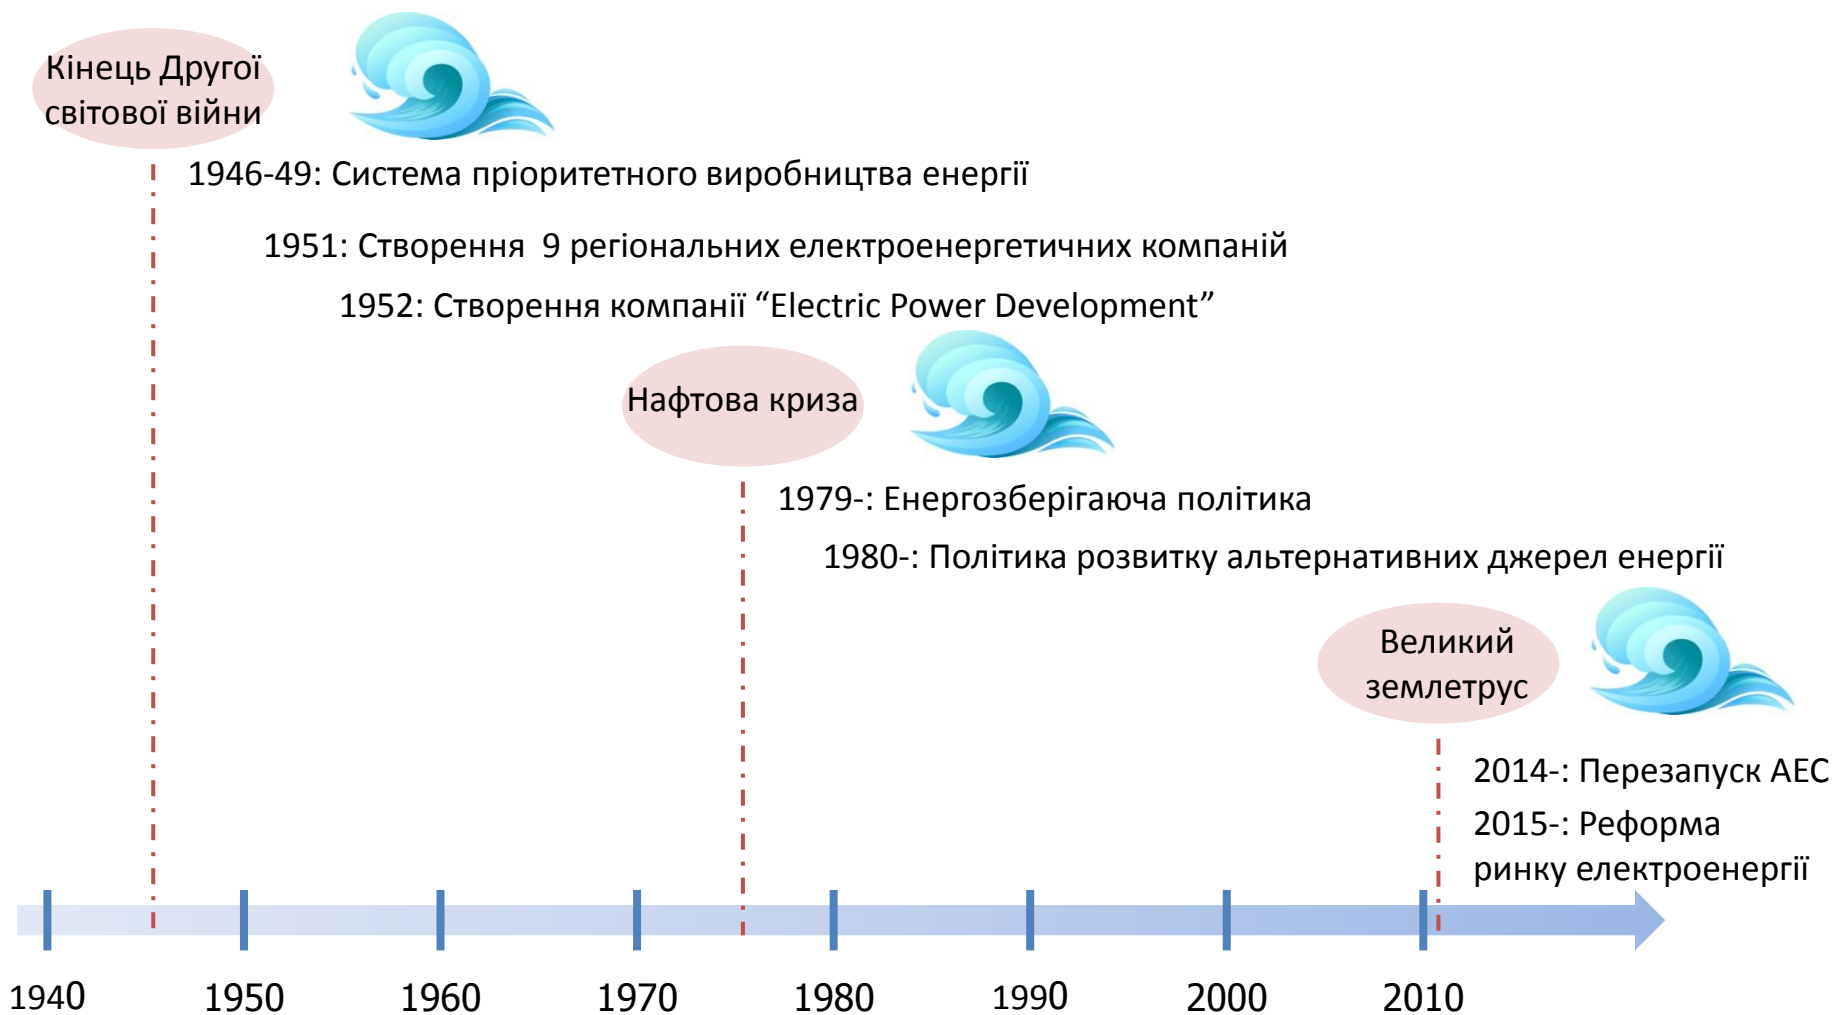 Кінець Другої
світової війни
1946-49: Система пріоритетного виробництва енергії
1951: Створення  9 регіональних електроенергетичних компаній
1952: Створення компанії “Electric Power Development”
Нафтова криза
1979-: Енергозберігаюча політика
1980-: Політика розвитку альтернативних джерел енергії
Великий
землетрус
2014-: Перезапуск АЕС
2015-: Реформа
ринку електроенергії
1940 1950 1960 1970 1980 1990 2000 2010